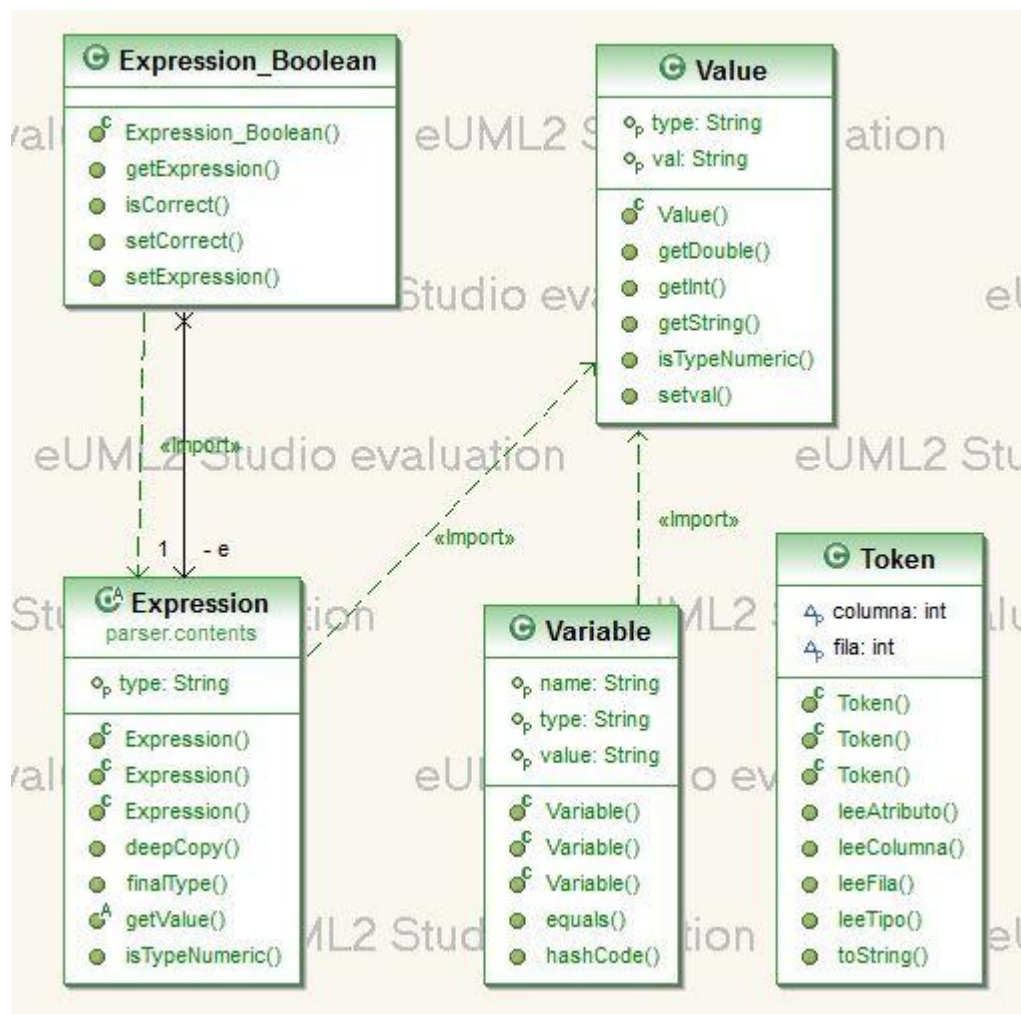 Expression_Boolean
Expression_Boolean()
getExpression()
isCorrect()
setCorrect()
setExpression()
Value
type: String
val: String
Value()
getDouble()
getInt()
getString()
isTypeNumeric()
setval()
«Import»
1
- e
«Import»
«Import»
Expression
parser.contents
type: String
Expression()
Expression()
Expression()
deepCopy()
finalType()
getValue()
isTypeNumeric()
Variable
name: String
type: String
value: String
Variable()
Variable()
Variable()
equals()
hashCode()
Token
columna: int
fila: int
Token()
Token()
Token()
leeAtributo()
leeColumna()
leeFila()
leeTipo()
toString()
eUML2 Studio evaluation